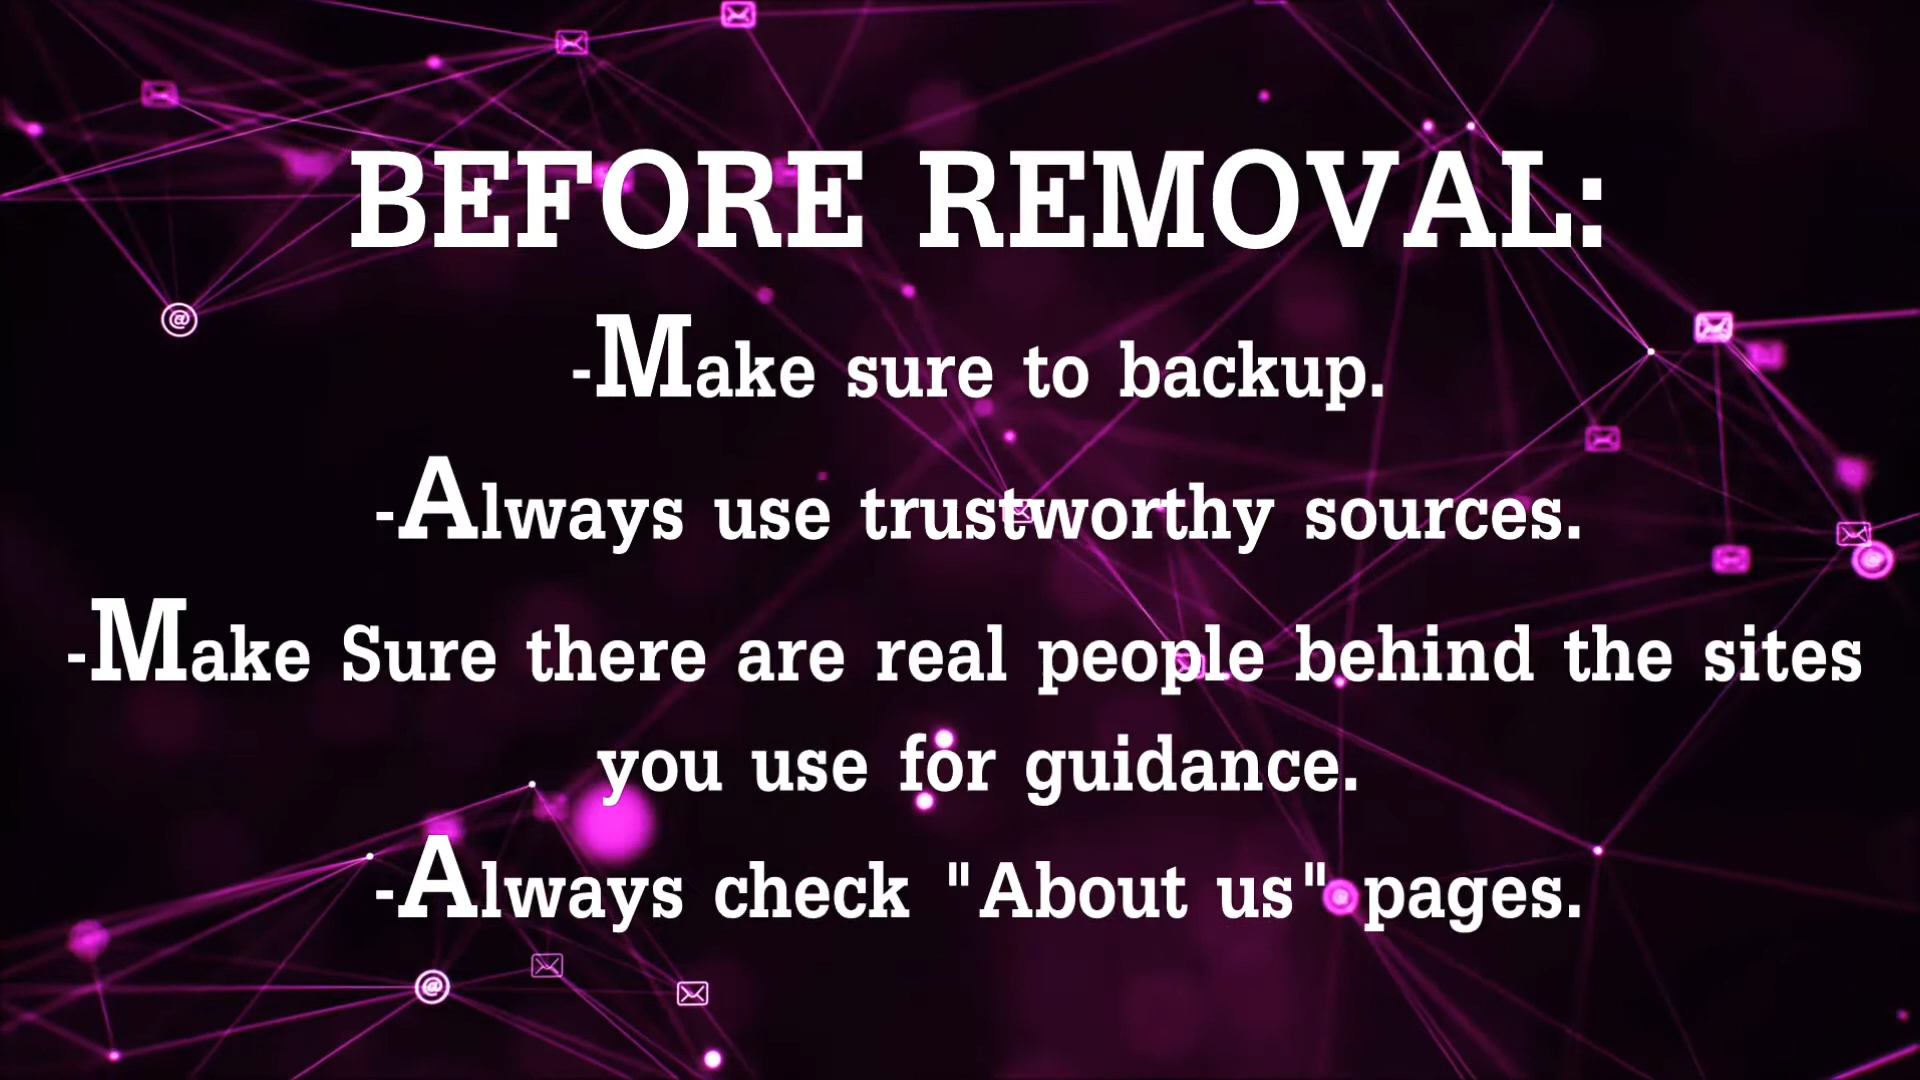 BEFORE REMOVAL:
-Make sure to backup.
-Always use trustworthy sources.
-Make Sure there are real people behind the sites
you use for guidance.
-Always check "About us" pages.